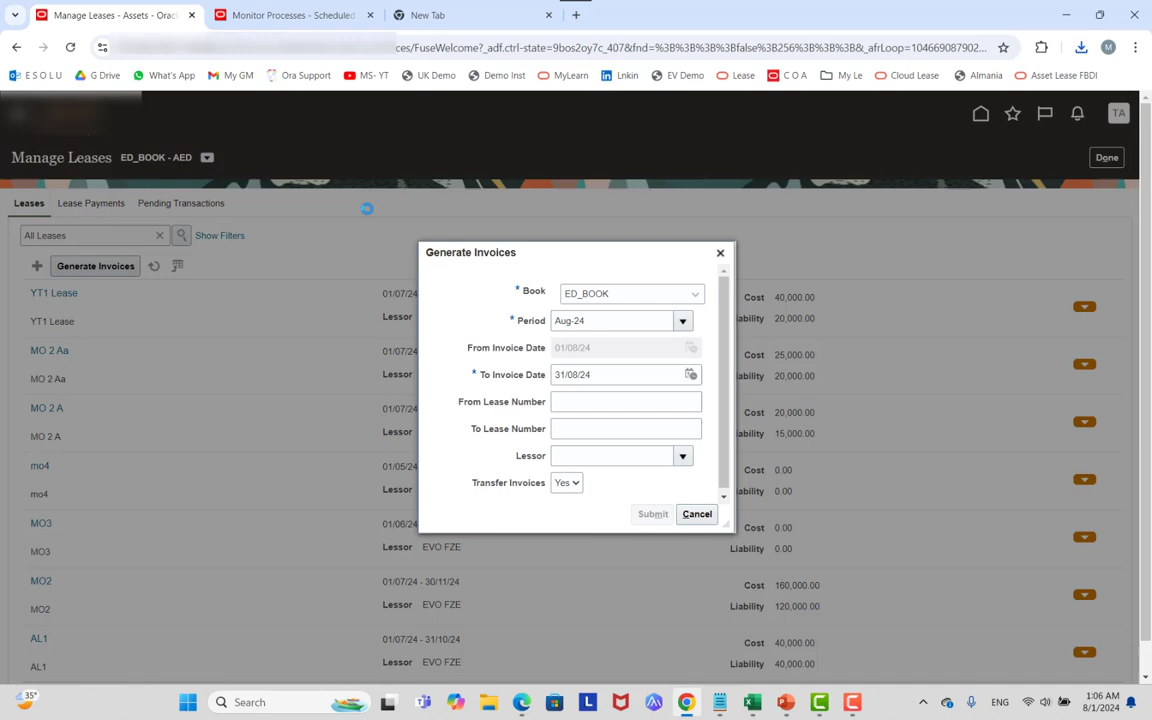 Manage Leases - Assets - Orac
Monitor Processes - Scheduled
New Tab
ces/FuseWelcome?_adf.ctrl-state=9bos2oy7c_407&fnd=%3B%3B%3B%3Bfalse%3B256%3B%3B%3B&_afrLoop=104669087902...
M
E S O L U
G Drive
What's App
My GM
Ora Support
MS- YT
UK Demo
Demo Inst
MyLearn
Lnkin
EV Demo
Lease
C O A
My Le
Cloud Lease
Almania
Asset Lease FBDI
TA
Manage Leases ED_BOOK - AED
Done
Leases
Lease Payments
Pending Transactions
All Leases
Show Filters
Generate Invoices
YT1 Lease
YT1 Lease
01/07/24
Lessor
Cost 40,000.00
iability 20,000.00
MO 2 Aa
MO 2 Aa
01/07/24
Lessor
Cost 25,000.00
iability 20,000.00
MO 2 A
MO 2 A
01/07/24
Lessor
Cost 20,000.00
iability 15,000.00
mo4
mo4
01/05/24
Lessor
Cost 0.00
iability 0.00
MO3
MO3
01/06/24
Lessor EVO FZE
Cost 0.00
Liability 0.00
MO2
MO2
01/07/24 - 30/11/24
Lessor EVO FZE
Cost 160,000.00
Liability 120,000.00
AL1
AL1
01/07/24 - 31/10/24
Lessor EVO FZE
Cost 40,000.00
Liability 40,000.00
Generate Invoices
* Book ED_BOOK
* Period Aug-24
From Invoice Date 01/08/24
* To Invoice Date 31/08/24
From Lease Number
To Lease Number
Lessor
Transfer Invoices Yes
Submit
Cancel
35°
Search
ENG
1:06 AM
8/1/2024